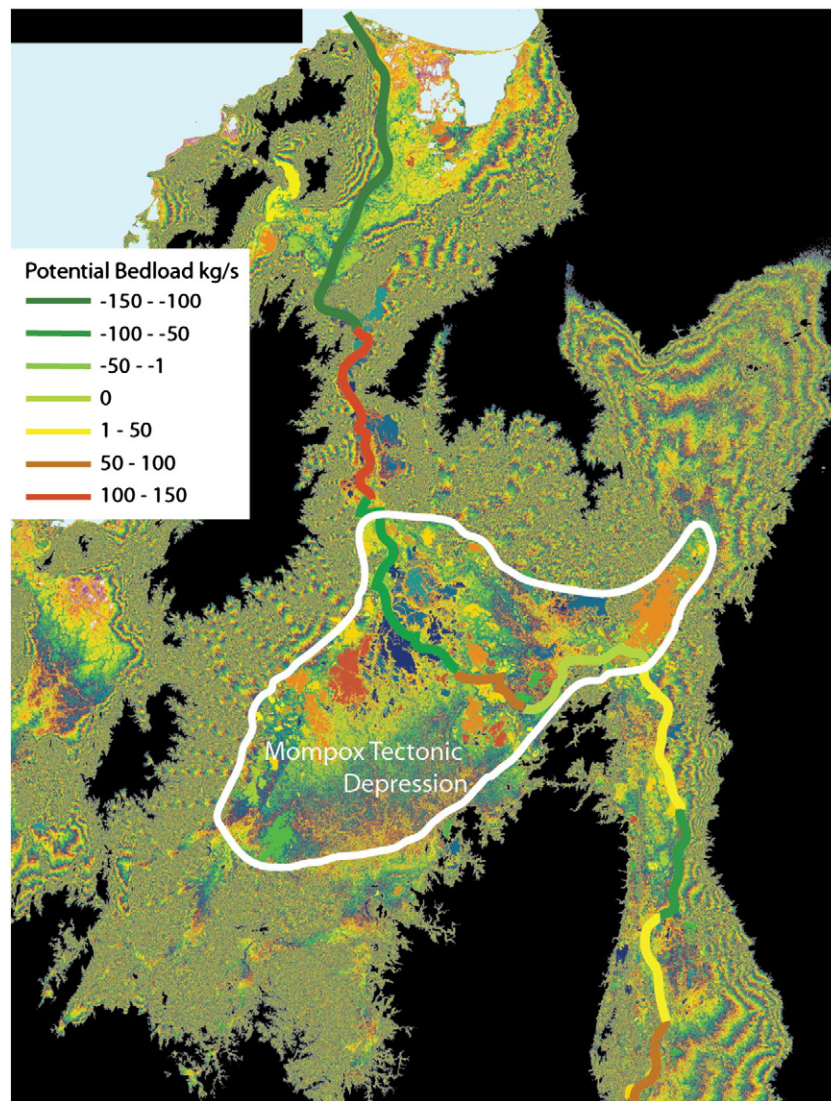 Potential Bedload kg/s
-150 - -100
-100 - -50
-50 - -1
0
1 - 50
50 - 100
100 - 150
Mompox Tectonic
Depression